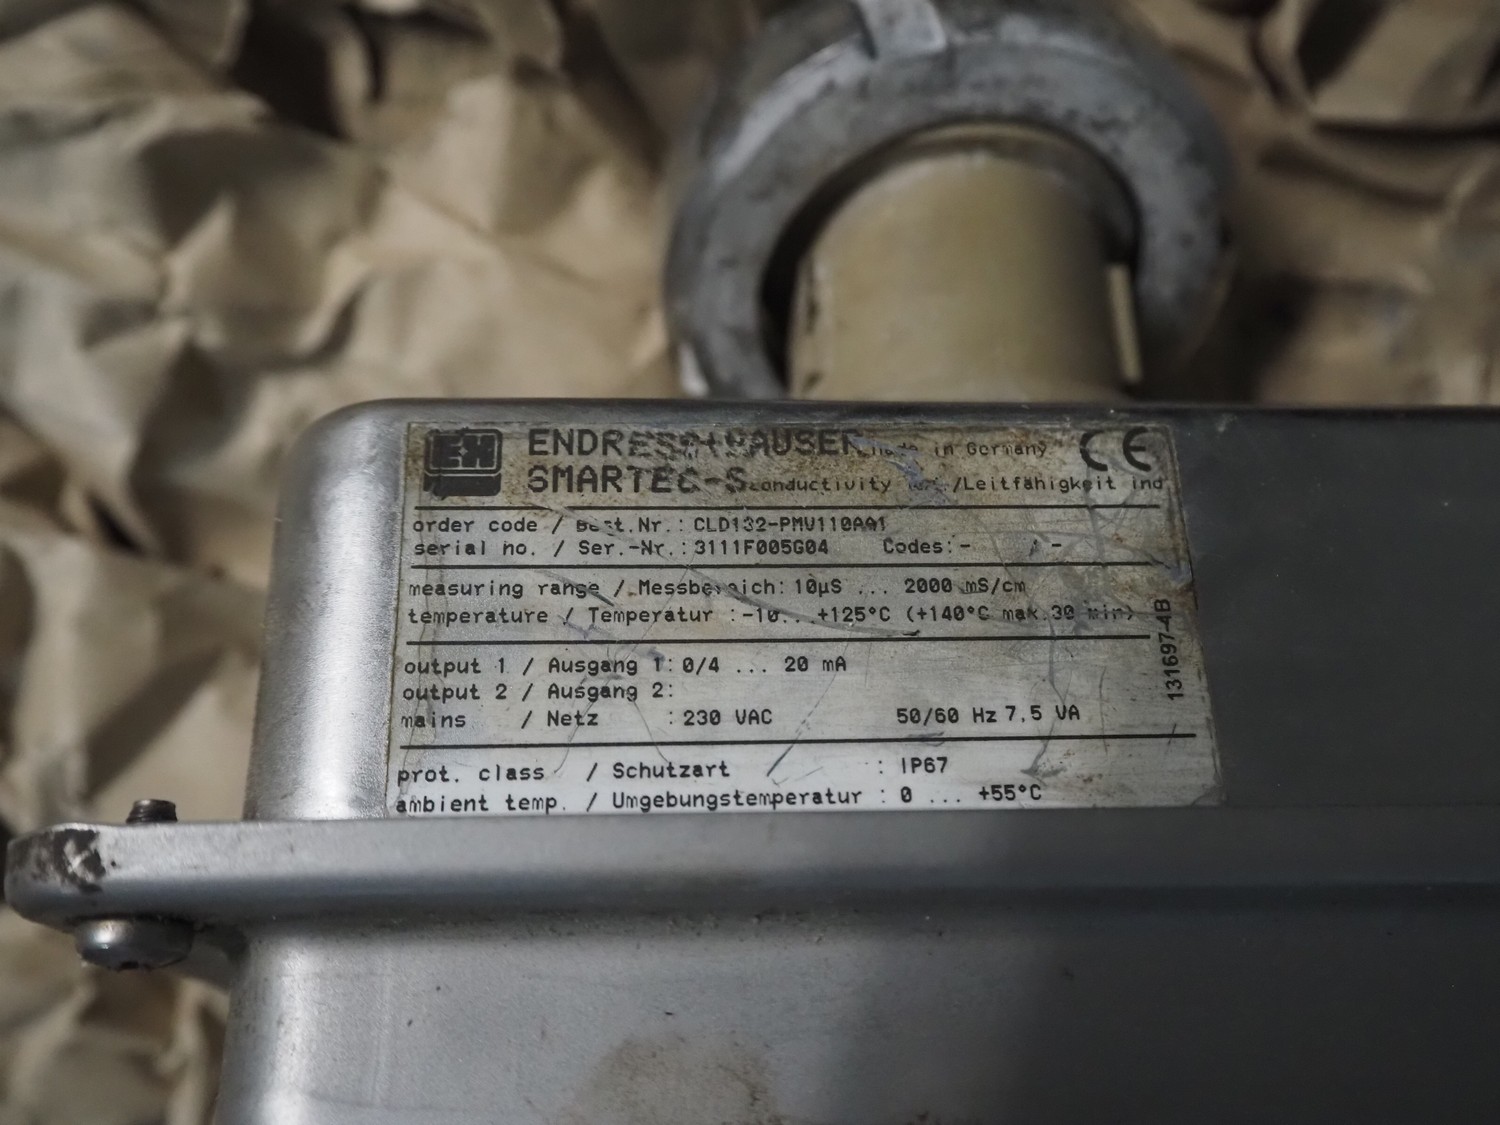 EH
ENDRESS+HAUSER made in Germany CE
SMARTEC-S conductivity /Leitfähigkeit ind
order code / Best.Nr.: CLD132-PMV110AA1
serial no. / Ser.-Nr.: 3111F005G04 Codes: - / -
measuring range / Messbereich: 10µS ... 2000 mS/cm
temperature / Temperatur : -10...+125°C (+140°C max.30 min)
output 1 / Ausgang 1: 0/4 ... 20 mA
output 2 / Ausgang 2:
mains / Netz : 230 VAC 50/60 Hz 7.5 VA
prot. class / Schutzart : IP67
ambient temp. / Umgebungstemperatur : 0 ... +55°C
131697-4B